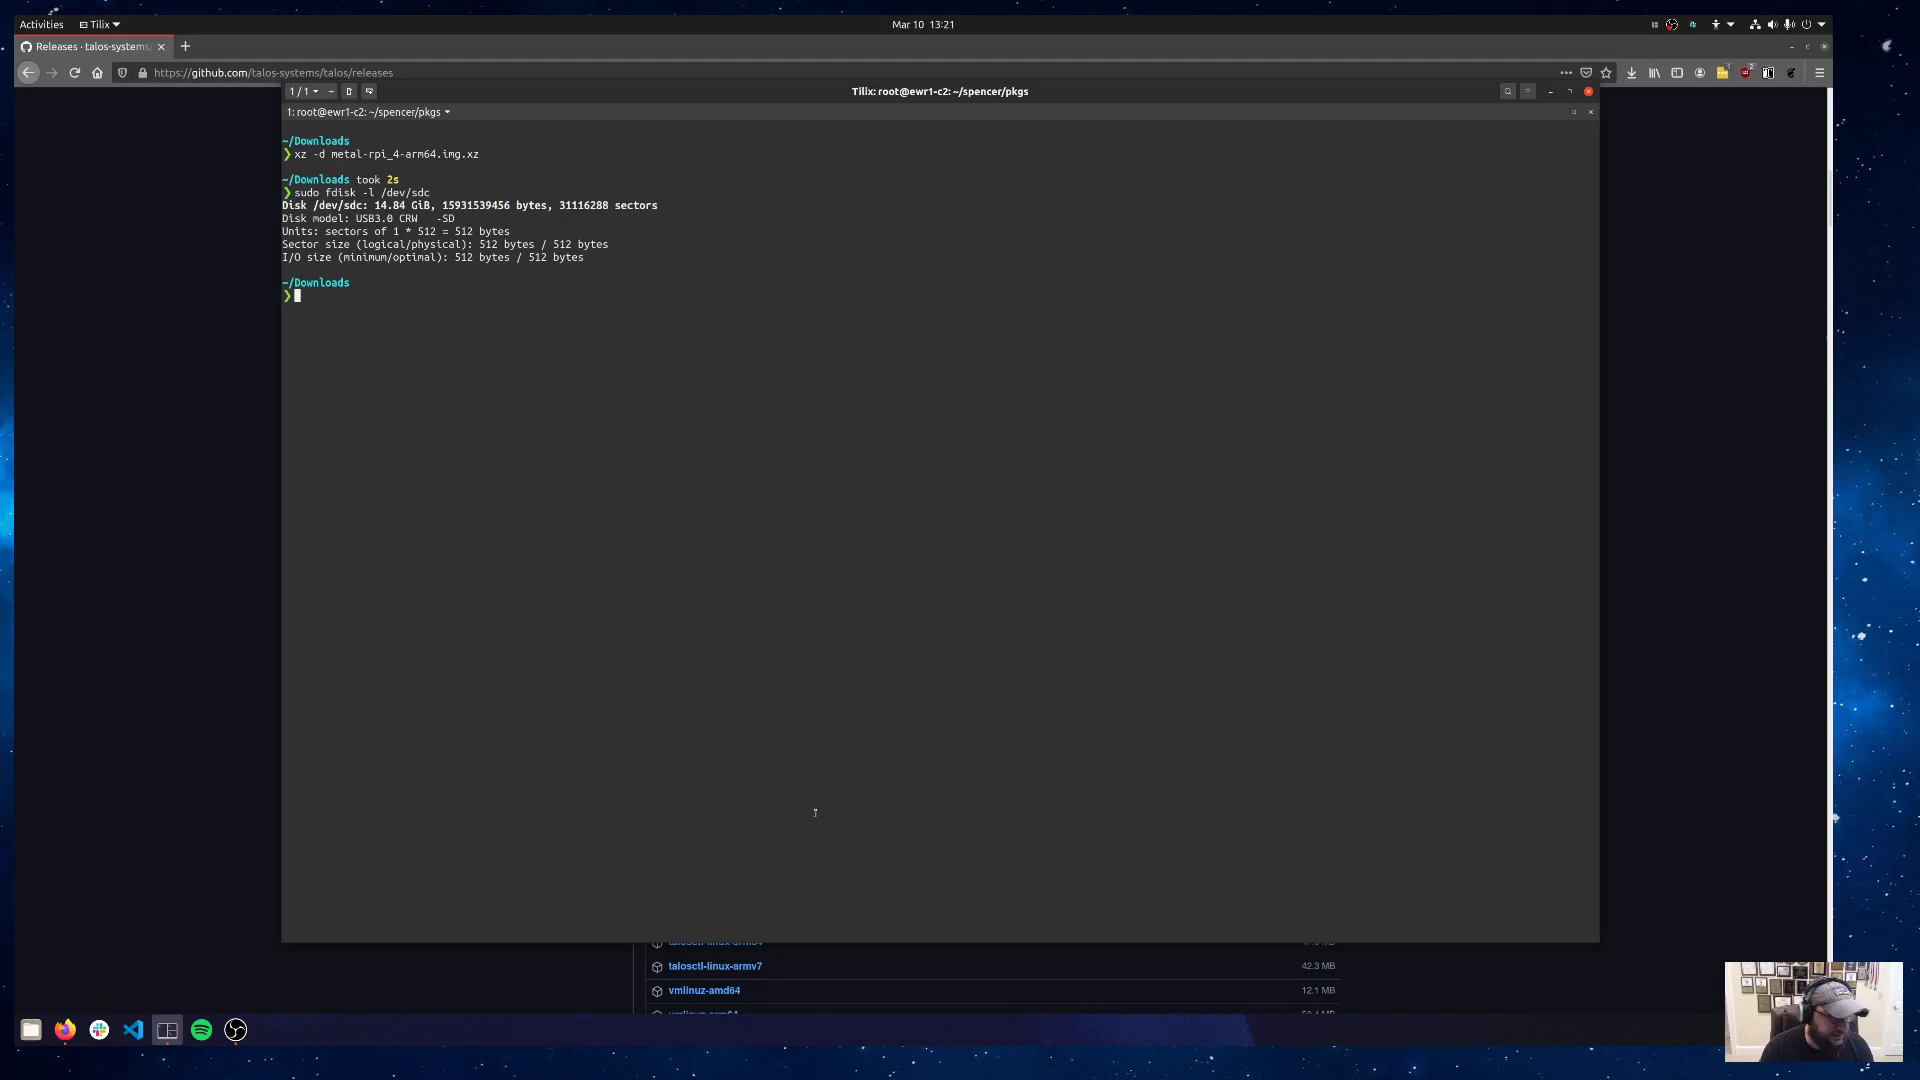 Activities
Tilix
Mar 10 13:21
Releases · talos-systems/
https://github.com/talos-systems/talos/releases
1 / 1
Tilix: root@ewr1-c2: ~/spencer/pkgs
1: root@ewr1-c2: ~/spencer/pkgs
~/Downloads
❯ xz -d metal-rpi_4-arm64.img.xz
~/Downloads took 2s
❯ sudo fdisk -l /dev/sdc
Disk /dev/sdc: 14.84 GiB, 15931539456 bytes, 31116288 sectors
Disk model: USB3.0 CRW   -SD
Units: sectors of 1 * 512 = 512 bytes
Sector size (logical/physical): 512 bytes / 512 bytes
I/O size (minimum/optimal): 512 bytes / 512 bytes
~/Downloads
❯
talosctl-linux-armv7 42.3 MB
vmlinuz-amd64 12.1 MB